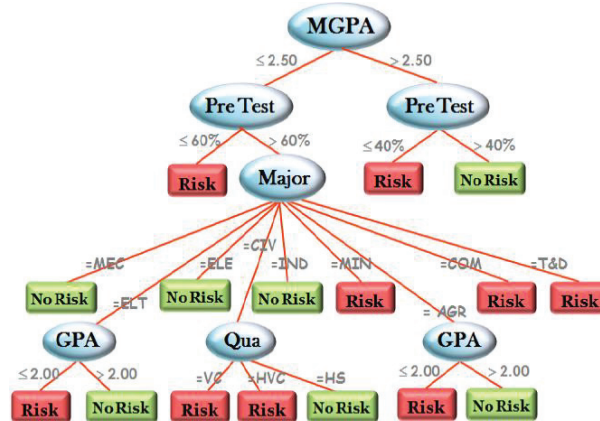 MGPA
≤ 2.50 > 2.50
Pre Test Pre Test
≤ 60% > 60% ≤40% > 40%
Risk Major Risk No Risk
=MEC =ELE =CIV =IND =MIN =COM =T&D
No Risk =ELT No Risk No Risk Risk = AGR Risk Risk
GPA Qua GPA
≤ 2.00 > 2.00 =VC =HVC =HS ≤ 2.00 > 2.00
Risk No Risk Risk Risk No Risk Risk No Risk